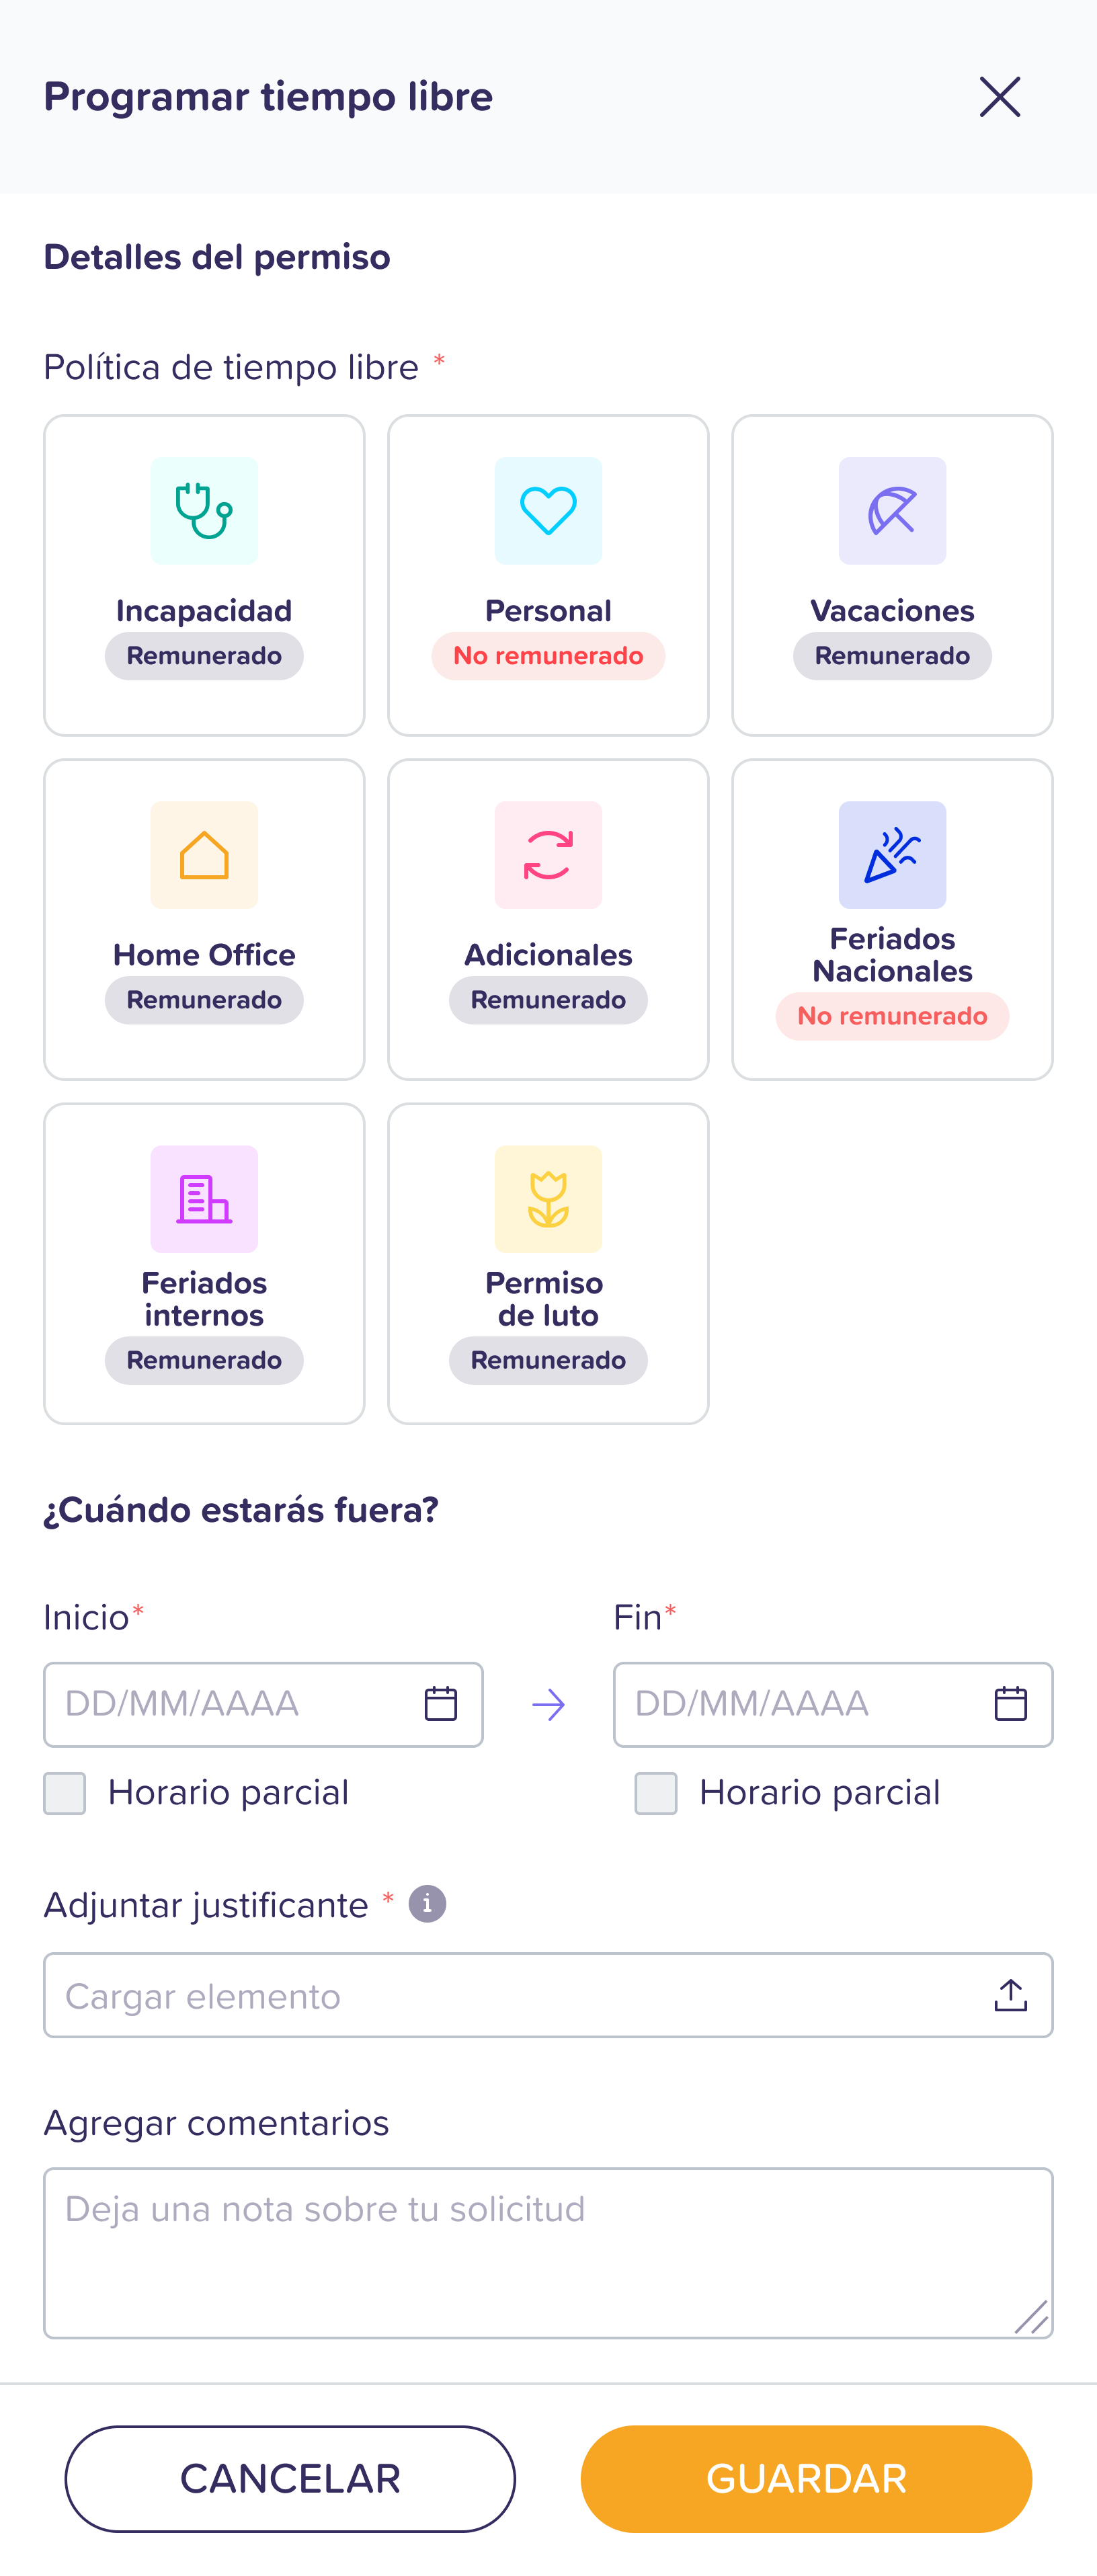 Programar tiempo libre
Detalles del permiso
Política de tiempo libre *
Incapacidad
Remunerado
Personal
No remunerado
Vacaciones
Remunerado
Home Office
Remunerado
Adicionales
Remunerado
Feriados
Nacionales
No remunerado
Feriados
internos
Remunerado
Permiso
de luto
Remunerado
¿Cuándo estarás fuera?
Inicio*
Fin*
DD/MM/AAAA
DD/MM/AAAA
Horario parcial
Horario parcial
Adjuntar justificante * i
Cargar elemento
Agregar comentarios
Deja una nota sobre tu solicitud
CANCELAR
GUARDAR